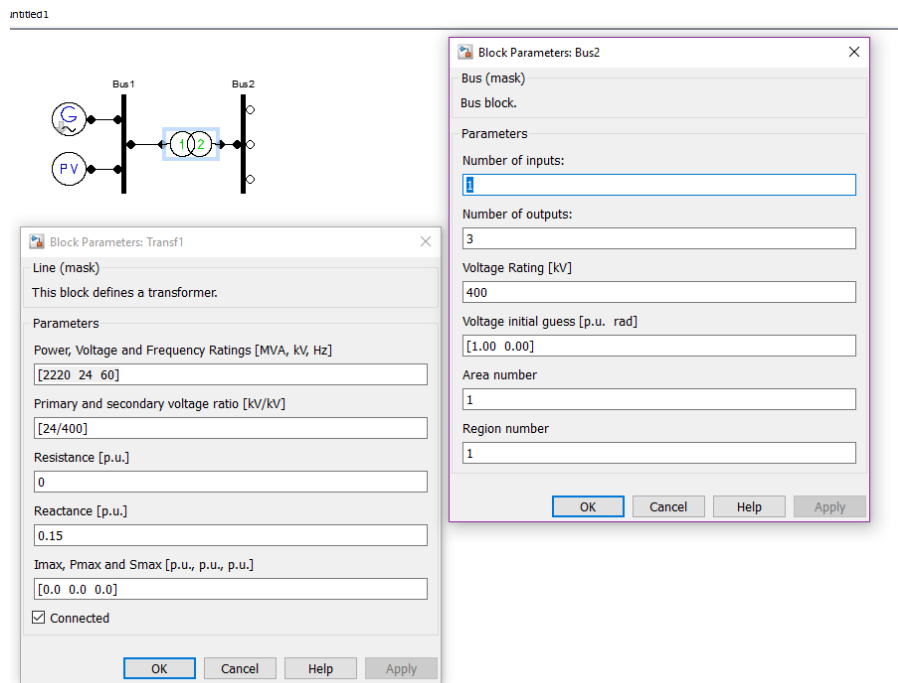 untitled1
Bus1
Bus2
G
PV
1 2
Block Parameters: Transf1
Line (mask)
This block defines a transformer.
Parameters
Power, Voltage and Frequency Ratings [MVA, kV, Hz]
[2220 24 60]
Primary and secondary voltage ratio [kV/kV]
[24/400]
Resistance [p.u.]
0
Reactance [p.u.]
0.15
Imax, Pmax and Smax [p.u., p.u., p.u.]
[0.0 0.0 0.0]
Connected
OK Cancel Help Apply
Block Parameters: Bus2
Bus (mask)
Bus block.
Parameters
Number of inputs:
1
Number of outputs:
3
Voltage Rating [kV]
400
Voltage initial guess [p.u. rad]
[1.00 0.00]
Area number
1
Region number
1
OK Cancel Help Apply